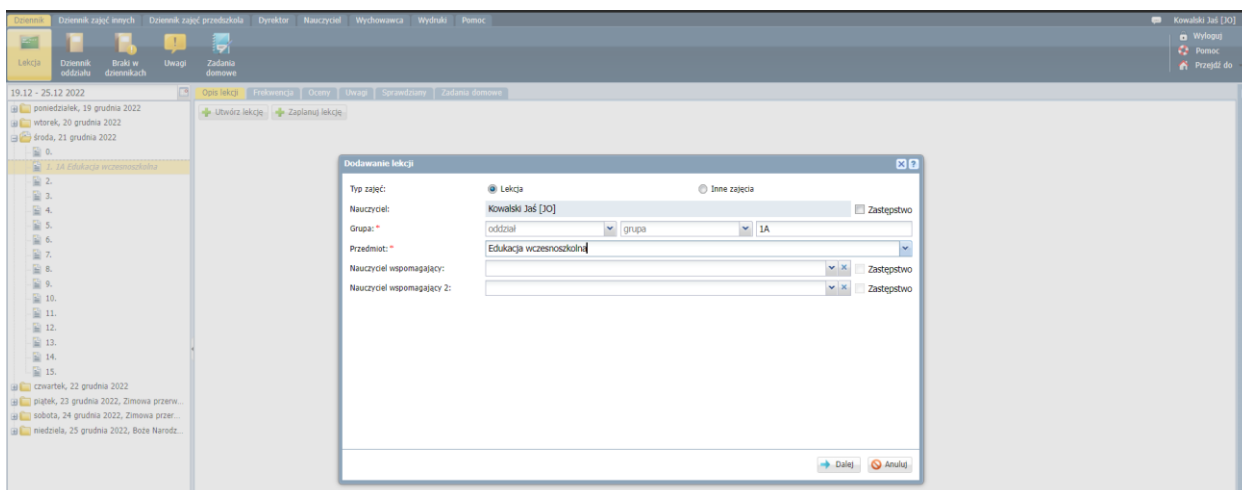 Dziennik Dziennik zajęć innych Dziennik zajęć przedszkola Dyrektor Nauczyciel Wychowawca Wydruki Pomoc Kowalski Jaś [JO]
Lekcja
Dziennik oddziału
Braki w dziennikach
Uwagi
Zadania domowe
Wyloguj
Pomoc
Przejdź do
19.12 - 25.12 2022
poniedziałek, 19 grudnia 2022
wtorek, 20 grudnia 2022
środa, 21 grudnia 2022
0.
1. 1A Edukacja wczesnoszkolna
2.
3.
4.
5.
6.
7.
8.
9.
10.
11.
12.
13.
14.
15.
czwartek, 22 grudnia 2022
piątek, 23 grudnia 2022, Zimowa przerw...
sobota, 24 grudnia 2022, Zimowa przer...
niedziela, 25 grudnia 2022, Boże Narodz...
Opis lekcji Frekwencja Oceny Uwagi Sprawdziany Zadania domowe
Utwórz lekcję Zaplanuj lekcję
Dodawanie lekcji
Typ zajęć: Lekcja Inne zajęcia
Nauczyciel: Kowalski Jaś [JO] Zastępstwo
Grupa: * oddział grupa 1A
Przedmiot: * Edukacja wczesnoszkolna
Nauczyciel wspomagający: Zastępstwo
Nauczyciel wspomagający 2: Zastępstwo
Dalej Anuluj